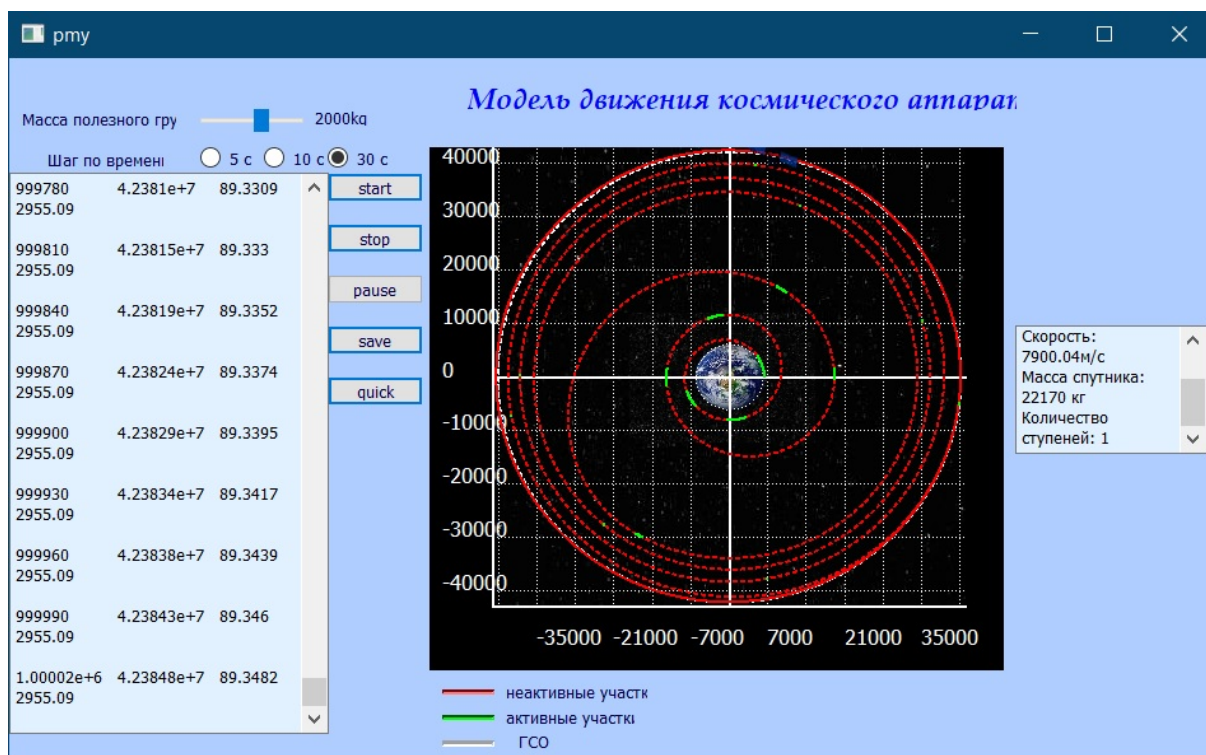 pmy
Модель движения космического аппарат
Масса полезного гру
2000kg
Шаг по времени
5 с
10 с
30 с
999780 4.2381e+7 89.3309
2955.09
999810 4.23815e+7 89.333
2955.09
999840 4.23819e+7 89.3352
2955.09
999870 4.23824e+7 89.3374
2955.09
999900 4.23829e+7 89.3395
2955.09
999930 4.23834e+7 89.3417
2955.09
999960 4.23838e+7 89.3439
2955.09
999990 4.23843e+7 89.346
2955.09
1.00002e+6 4.23848e+7 89.3482
2955.09
start
stop
pause
save
quick
40000
30000
20000
10000
0
-10000
-20000
-30000
-40000
-35000 -21000 -7000 7000 21000 35000
неактивные участк
активные участки
ГСО
Скорость:
7900.04м/с
Масса спутника:
22170 кг
Количество
ступеней: 1